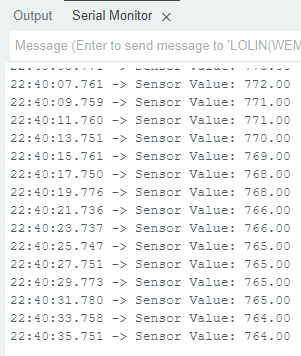 Output Serial Monitor ×
Message (Enter to send message to 'LOLIN(WEM
Sensor Value:
22:40:07.761 -> Sensor Value: 772.00
22:40:09.759 -> Sensor Value: 771.00
22:40:11.760 -> Sensor Value: 771.00
22:40:13.751 -> Sensor Value: 770.00
22:40:15.761 -> Sensor Value: 769.00
22:40:17.750 -> Sensor Value: 768.00
22:40:19.776 -> Sensor Value: 768.00
22:40:21.736 -> Sensor Value: 766.00
22:40:23.737 -> Sensor Value: 766.00
22:40:25.747 -> Sensor Value: 765.00
22:40:27.751 -> Sensor Value: 765.00
22:40:29.773 -> Sensor Value: 765.00
22:40:31.780 -> Sensor Value: 765.00
22:40:33.758 -> Sensor Value: 764.00
22:40:35.751 -> Sensor Value: 764.00